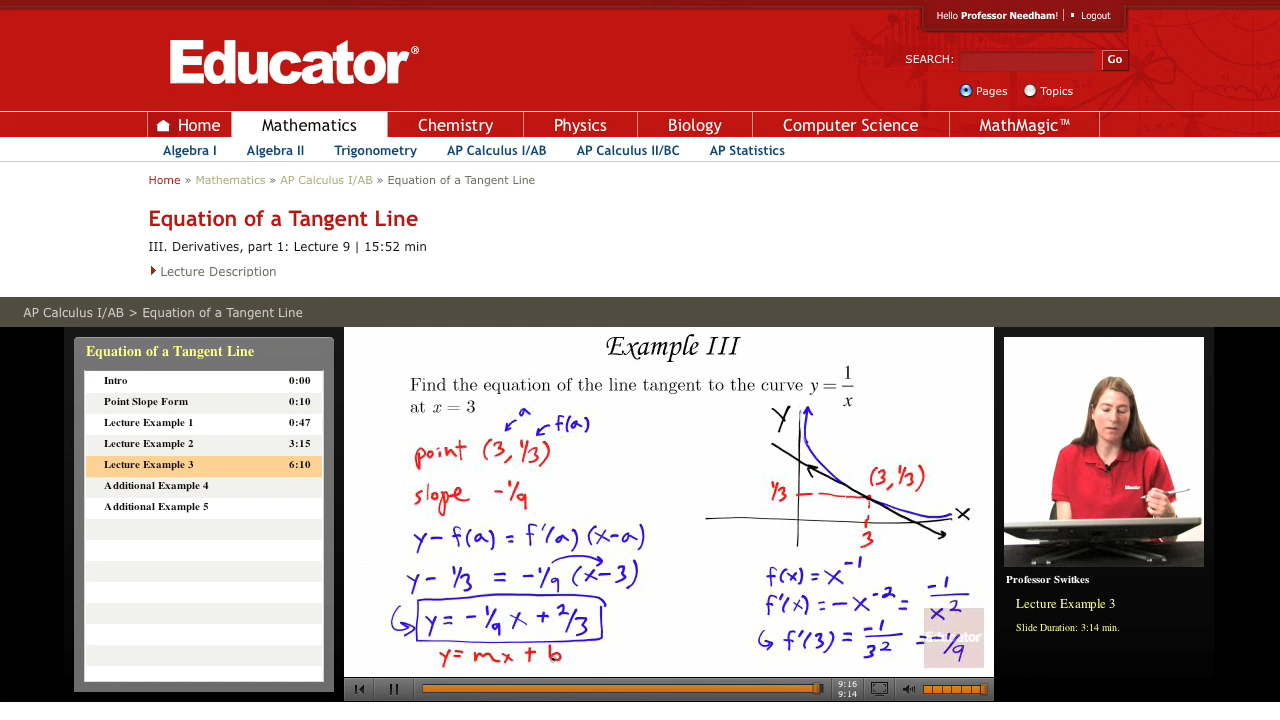 Hello Professor Needham! | ▪ Logout
Educator®
SEARCH: Go
Pages Topics
Home Mathematics Chemistry Physics Biology Computer Science MathMagic™
Algebra I Algebra II Trigonometry AP Calculus I/AB AP Calculus II/BC AP Statistics
Home » Mathematics » AP Calculus I/AB » Equation of a Tangent Line
Equation of a Tangent Line
III. Derivatives, part 1: Lecture 9 | 15:52 min
Lecture Description
AP Calculus I/AB > Equation of a Tangent Line
Equation of a Tangent Line
Intro 0:00
Point Slope Form 0:10
Lecture Example 1 0:47
Lecture Example 2 3:15
Lecture Example 3 6:10
Additional Example 4
Additional Example 5
Example III
Find the equation of the line tangent to the curve y = 1/x
at x = 3
a
f(a)
point (3, 1/3)
slope -1/9
y - f(a) = f'(a) (x-a)
y - 1/3 = -1/9 (x-3)
y = -1/9 x + 2/3
y = mx + b
y
(3, 1/3)
1/3
x
3
f(x) = x^-1
f'(x) = -x^-2 = -1/x^2
f'(3) = -1/3^2 = -1/9
Educator
9:16
9:14
Professor Switkes
Lecture Example 3
Slide Duration: 3:14 min.